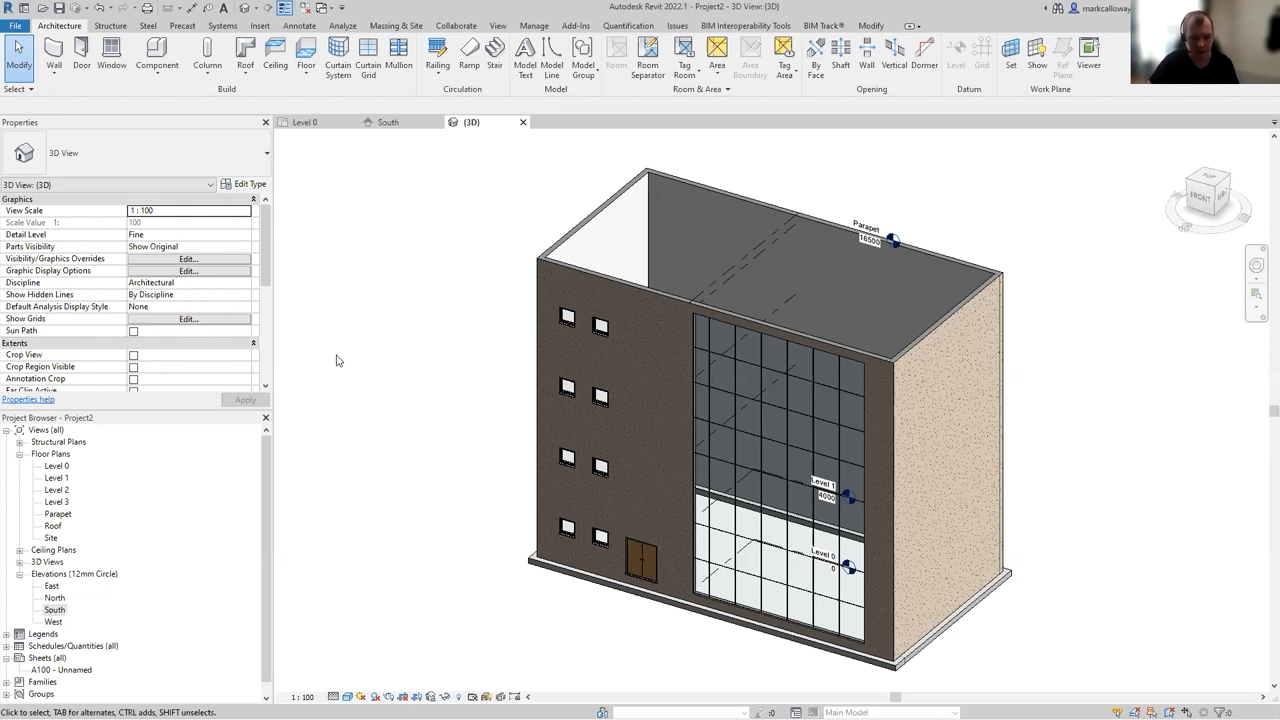 Autodesk Revit 2022.1 - Project2 - 3D View: {3D}
markcalloway
File Architecture Structure Steel Precast Systems Insert Annotate Analyze Massing & Site Collaborate View Manage Add-Ins Quantification Issues BIM Interoperability Tools BIM Track® Modify
Modify Wall Door Window Component Column Roof Ceiling Floor Curtain System Curtain Grid Mullion Railing Ramp Stair Model Text Model Line Model Group Room Room Separator Tag Room Area Area Boundary Tag Area By Face Shaft Wall Vertical Dormer Level Grid Set Show Ref Plane Viewer
Select Build Circulation Model Room & Area Opening Datum Work Plane
Properties
Level 0 South {3D}
3D View
3D View: {3D} Edit Type
Graphics
View Scale 1 : 100
Scale Value 1: 100
Detail Level Fine
Parts Visibility Show Original
Visibility/Graphics Overrides Edit...
Graphic Display Options Edit...
Discipline Architectural
Show Hidden Lines By Discipline
Default Analysis Display Style None
Show Grids Edit...
Sun Path
Extents
Crop View
Crop Region Visible
Annotation Crop
Far Clip Active
Properties help Apply
Project Browser - Project2
Views (all)
Structural Plans
Floor Plans
Level 0
Level 1
Level 2
Level 3
Parapet
Roof
Site
Ceiling Plans
3D Views
Elevations (12mm Circle)
East
North
South
West
Legends
Schedules/Quantities (all)
Sheets (all)
A100 - Unnamed
Families
Groups
Parapet
16500
Level 1
4000
Level 0
0
TOP
FRONT
1 : 100
Click to select, TAB for alternates, CTRL adds, SHIFT unselects.
:0
Main Model
:0